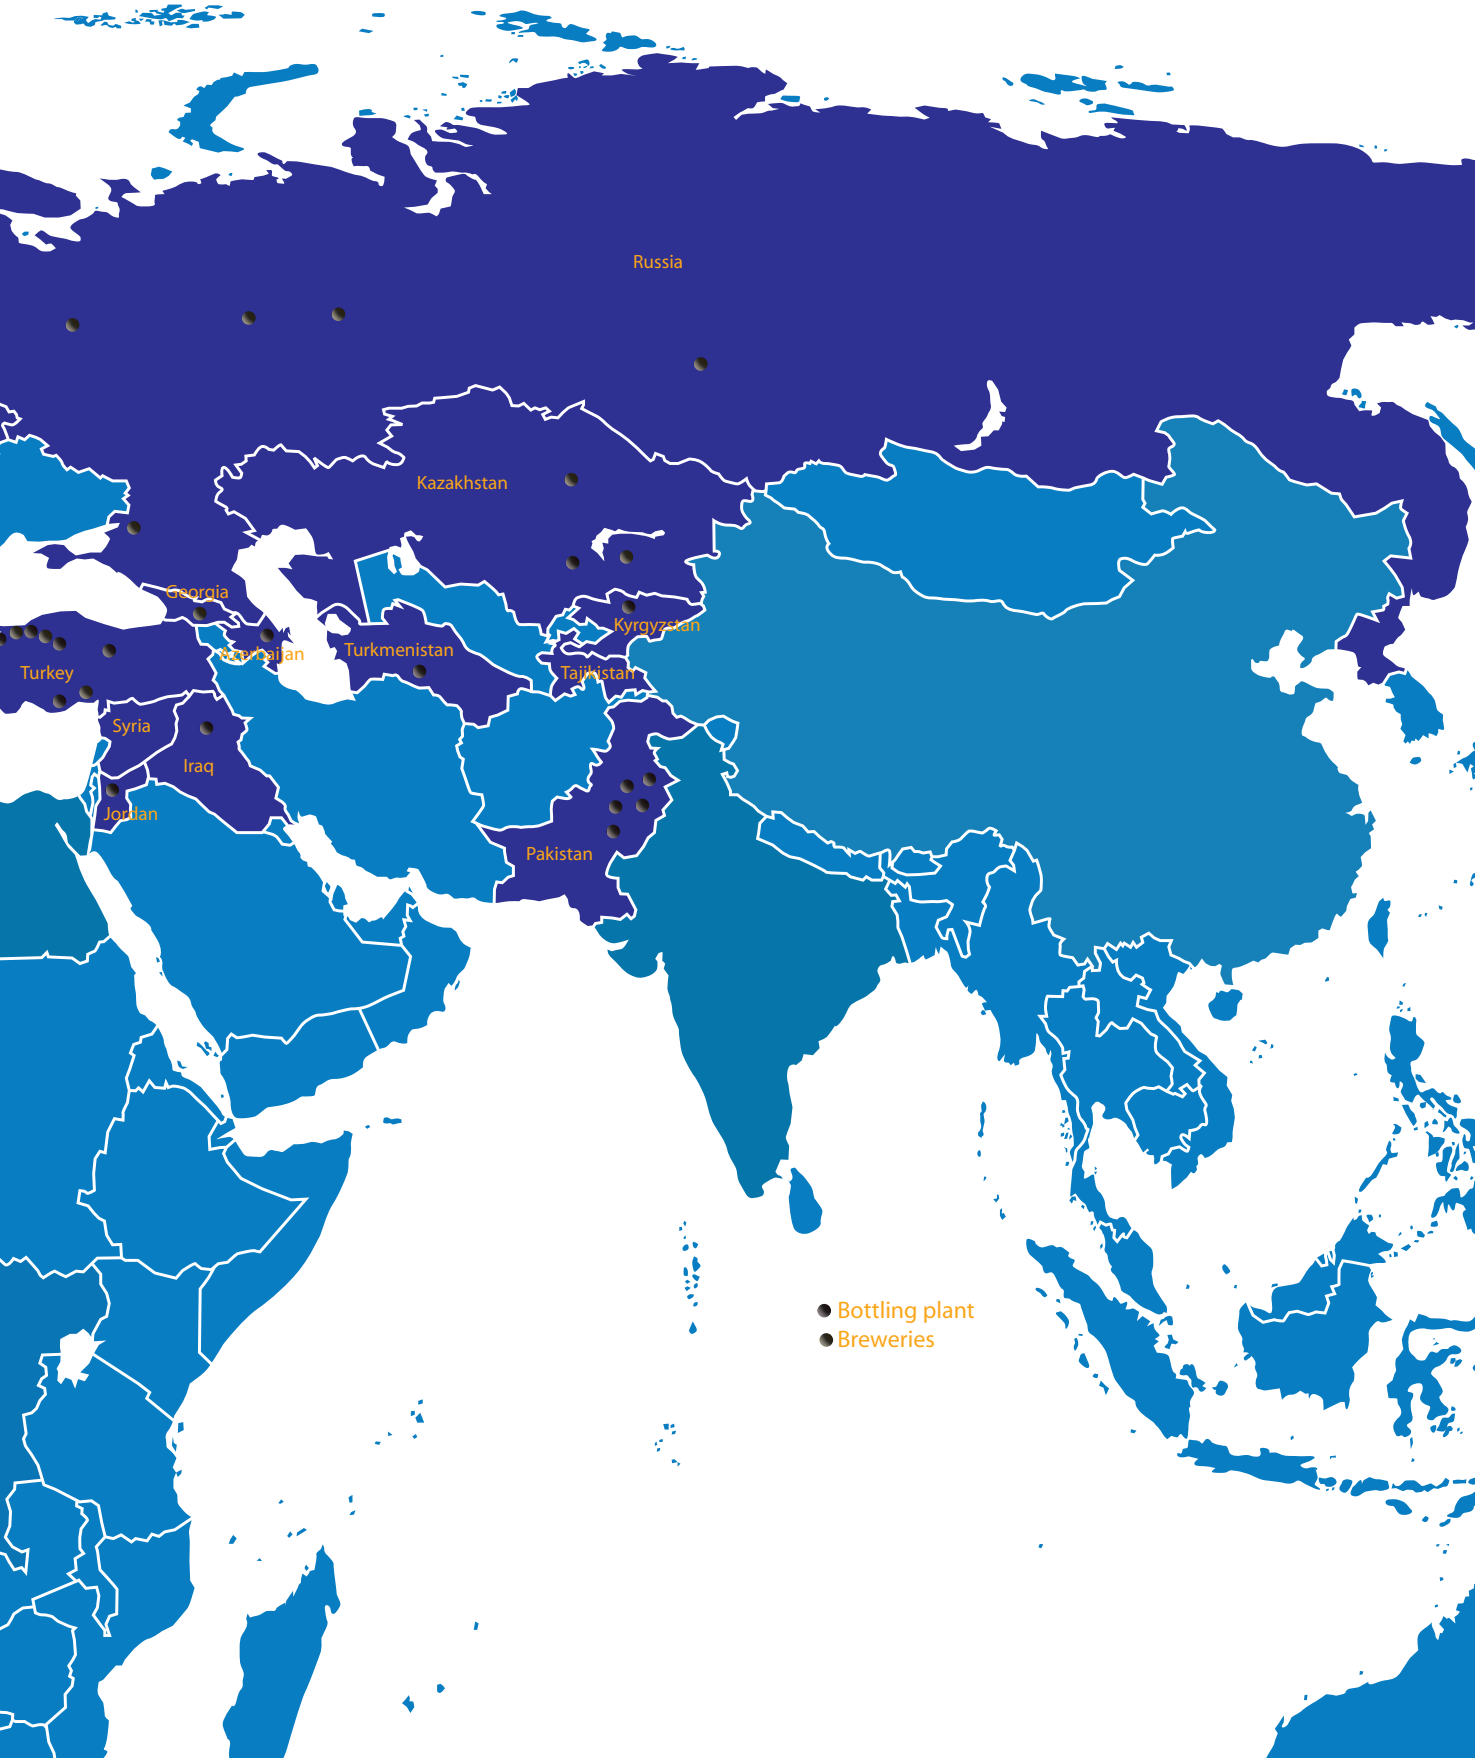 Russia
Kazakhstan
Georgia
Kyrgyzstan
Azerbaijan
Turkmenistan
Turkey
Tajikistan
Syria
Iraq
Jordan
Pakistan
Bottling plant
Breweries